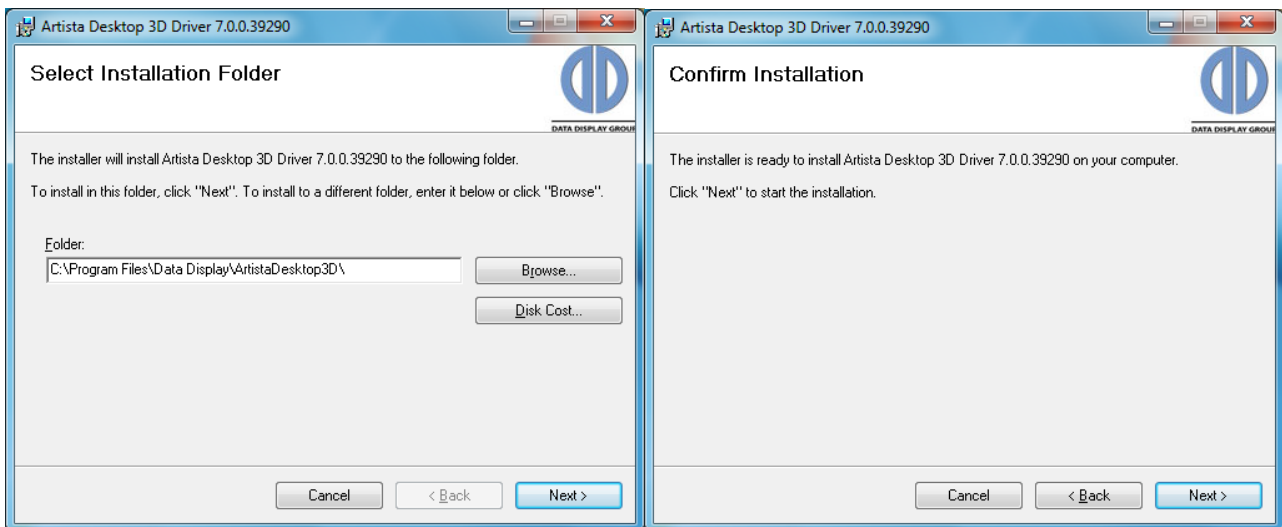 Artista Desktop 3D Driver 7.0.0.39290
Select Installation Folder
DATA DISPLAY GROUP
The installer will install Artista Desktop 3D Driver 7.0.0.39290 to the following folder.
To install in this folder, click "Next". To install to a different folder, enter it below or click "Browse".
Folder:
C:\Program Files\Data Display\ArtistaDesktop3D\
Browse...
Disk Cost...
Cancel
< Back
Next >
Artista Desktop 3D Driver 7.0.0.39290
Confirm Installation
DATA DISPLAY GROUP
The installer is ready to install Artista Desktop 3D Driver 7.0.0.39290 on your computer.
Click "Next" to start the installation.
Cancel
< Back
Next >